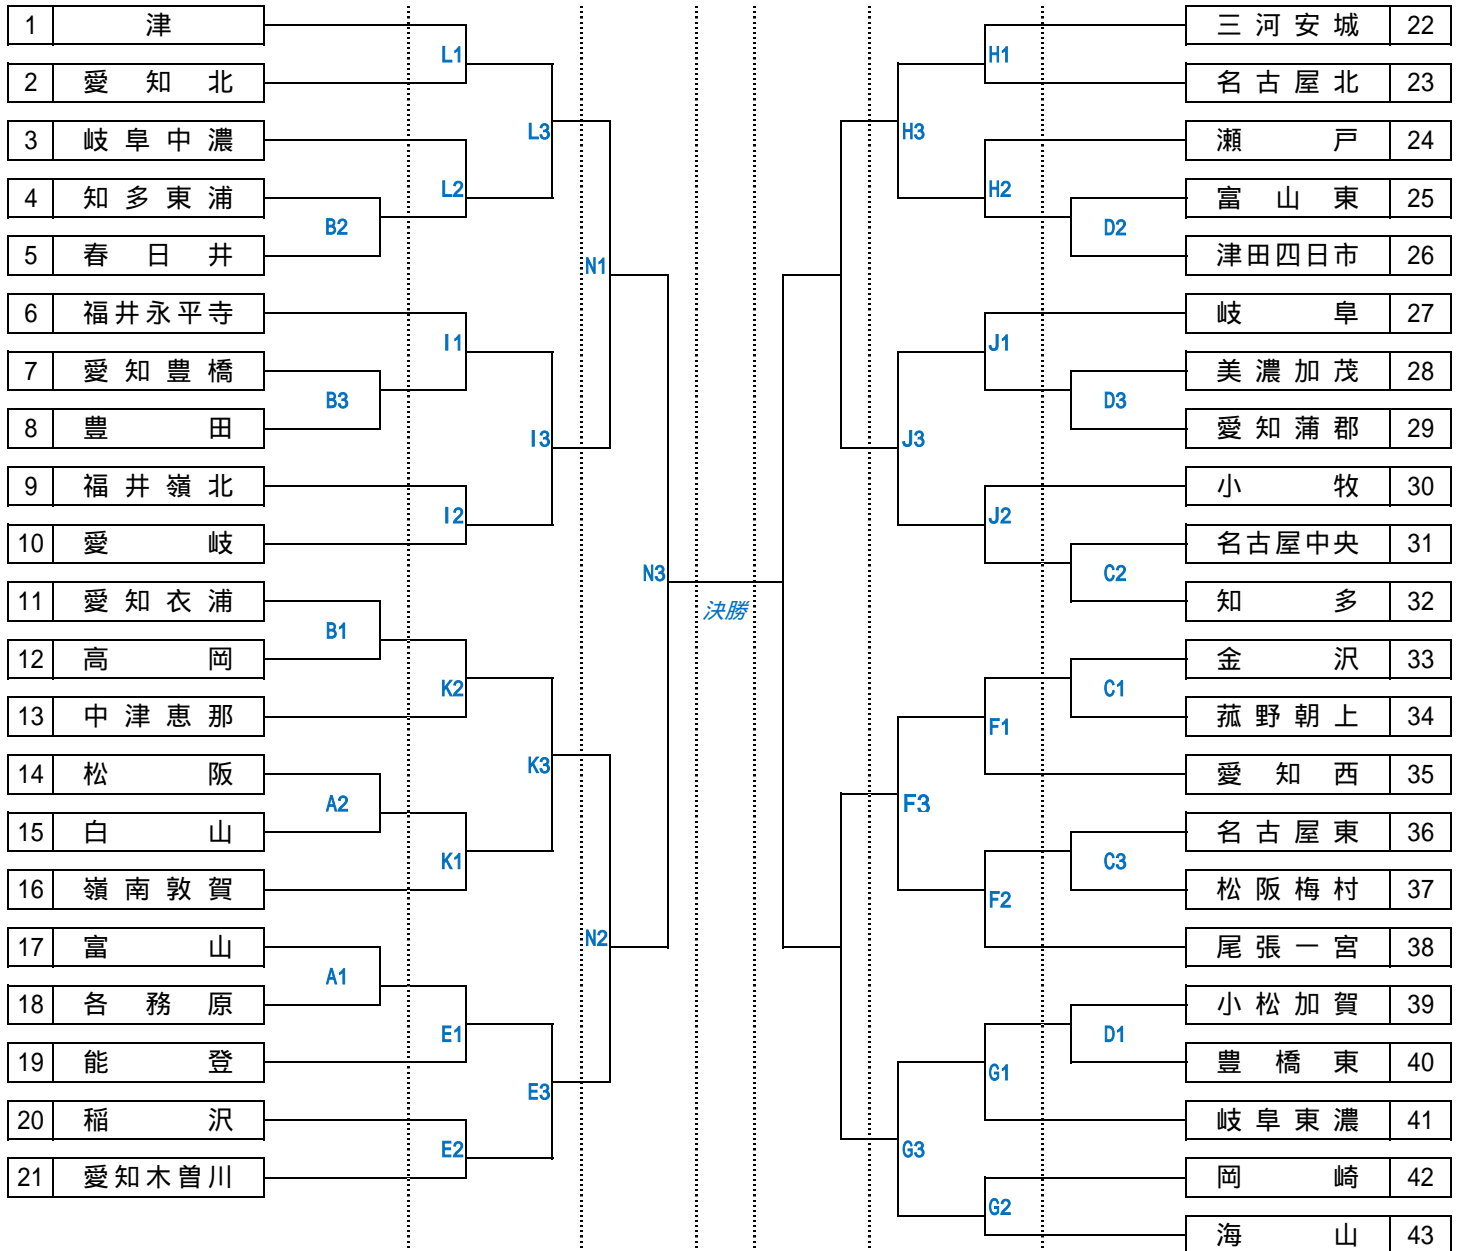 1 津
2 愛知北
3 岐阜中濃
4 知多東浦
5 春日井
6 福井永平寺
7 愛知豊橋
8 豊田
9 福井嶺北
10 愛岐
11 愛知衣浦
12 高岡
13 中津恵那
14 松阪
15 白山
16 嶺南敦賀
17 富山
18 各務原
19 能登
20 稲沢
21 愛知木曽川
B2
B3
B1
A2
A1
L1
L2
I1
I2
K2
K1
E1
E2
L3
I3
K3
E3
N1
N2
N3
決勝
H3
J3
F3
G3
H1
H2
J1
J2
F1
F2
G1
G2
D2
D3
C2
C1
C3
D1
三河安城 22
名古屋北 23
瀬戸 24
富山東 25
津田四日市 26
岐阜 27
美濃加茂 28
愛知蒲郡 29
小牧 30
名古屋中央 31
知多 32
金沢 33
菰野朝上 34
愛知西 35
名古屋東 36
松阪梅村 37
尾張一宮 38
小松加賀 39
豊橋東 40
岐阜東濃 41
岡崎 42
海山 43